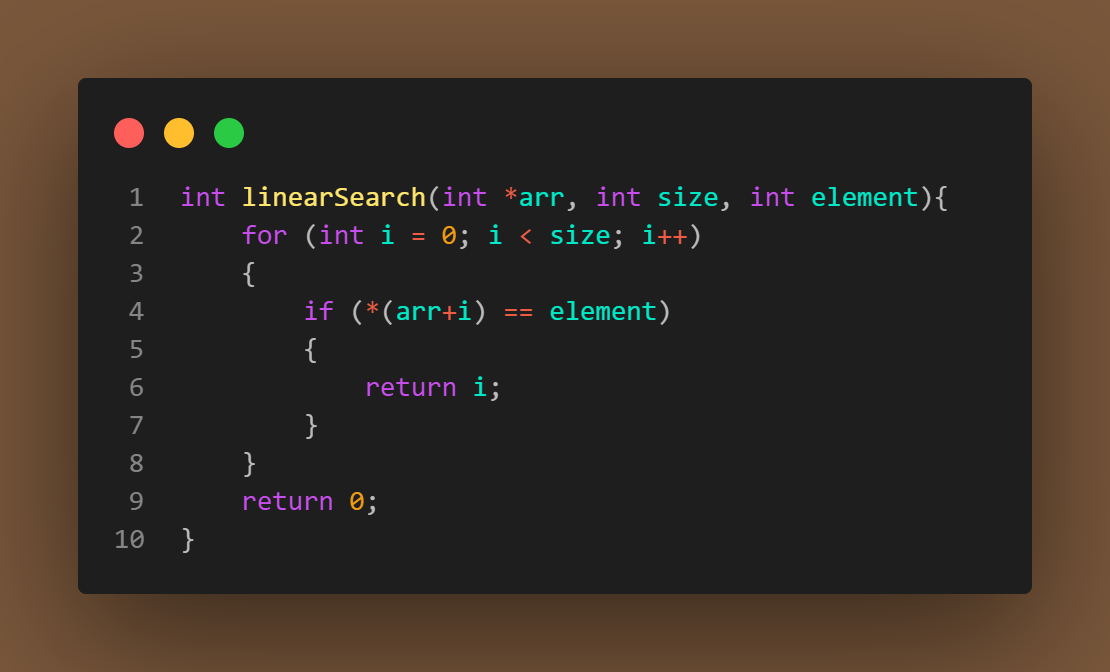 1 int linearSearch(int *arr, int size, int element){
2     for (int i = 0; i < size; i++)
3     {
4         if (*(arr+i) == element)
5         {
6             return i;
7         }
8     }
9     return 0;
10 }